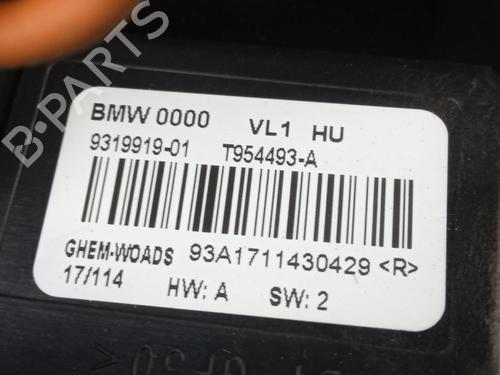 BMW 0000 VL1 HU
9319919-01 T954493-A
GHEM-WOADS 93A1711430429 <R>
17/114 HW: A SW: 2
B-PARTS